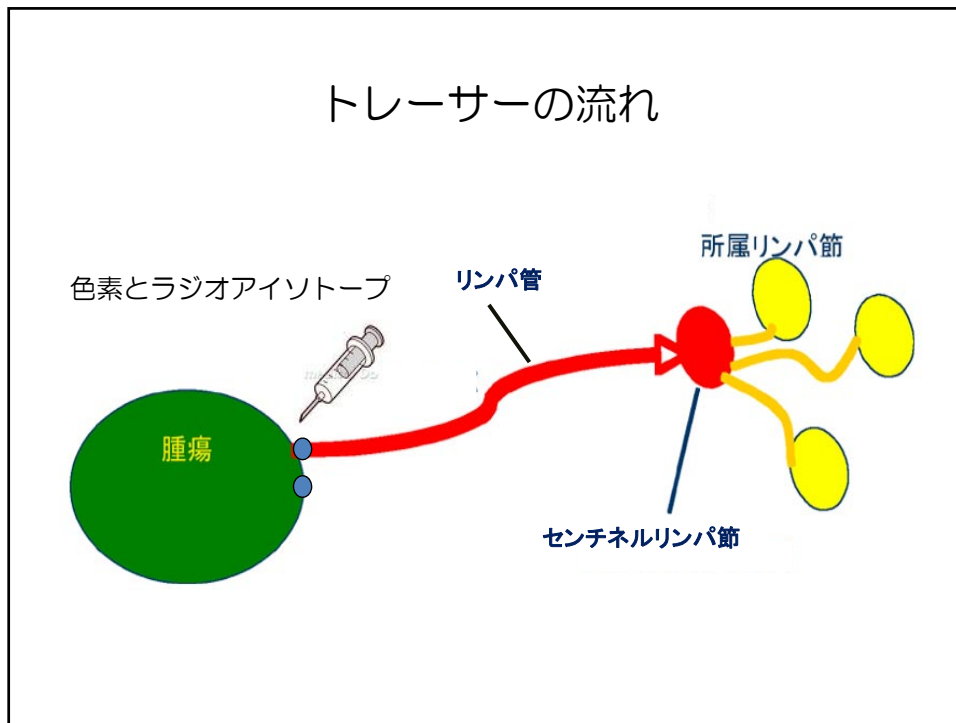 トレーサーの流れ
所属リンパ節
色素とラジオアイソトープ
リンパ管
腫瘍
センチネルリンパ節